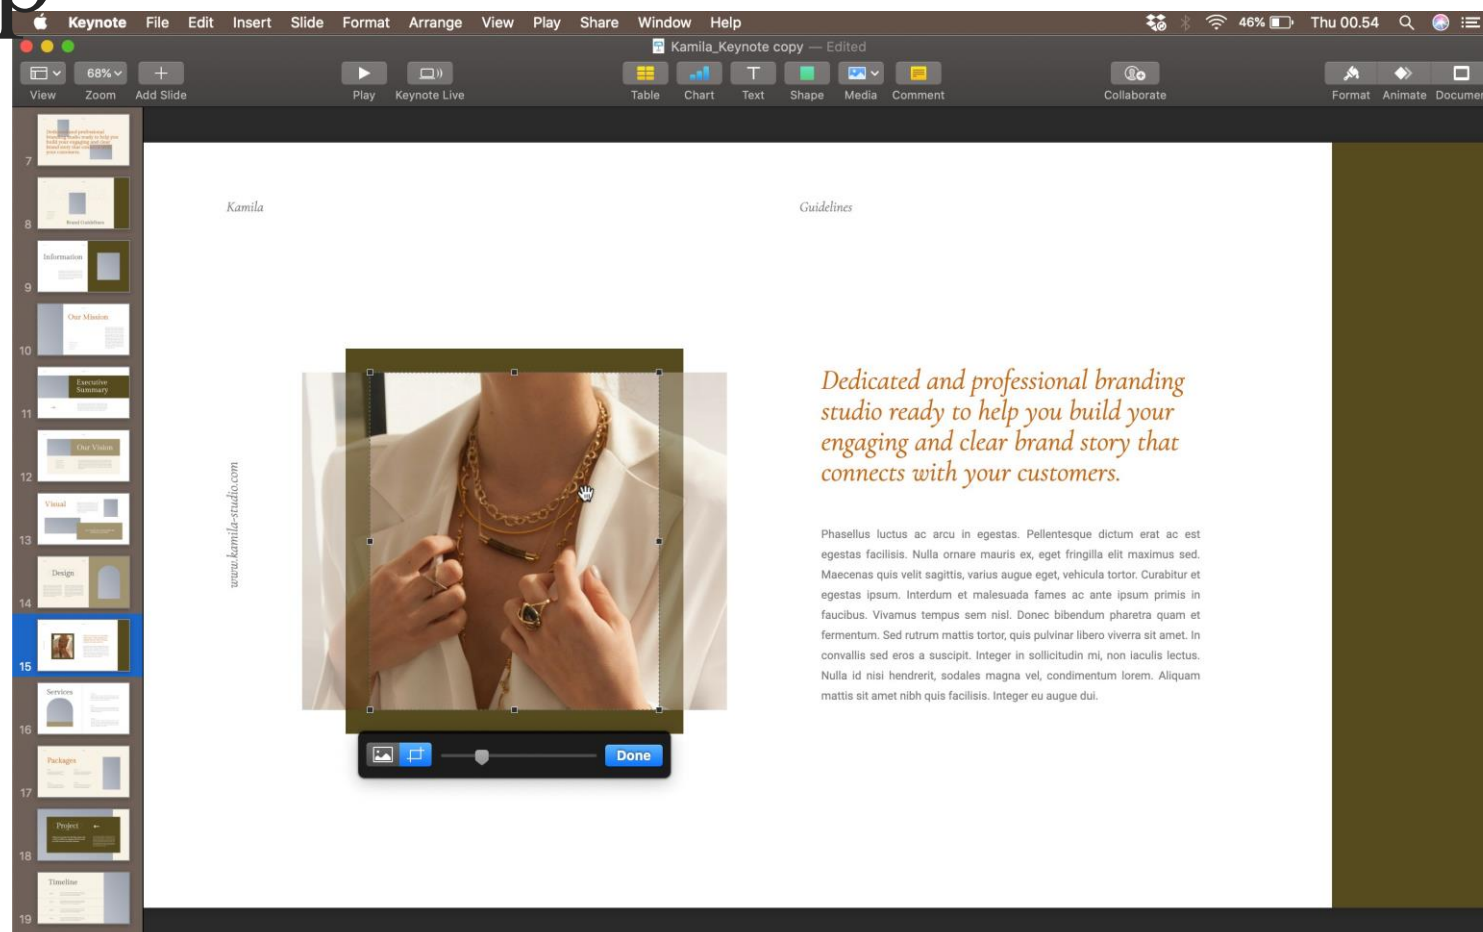 p
Keynote File Edit Insert Slide Format Arrange View Play Share Window Help 46% Thu 00.54
Kamila_Keynote copy — Edited
68%
View Zoom Add Slide Play Keynote Live Table Chart Text Shape Media Comment Collaborate Format Animate Documen
7
8
Brand Guidelines
9
Information
10
Our Mission
11
Executive
Summary
12
Our Vision
13
Visual
14
Design
15
16
Services
17
Packages
18
Project
19
Timeline
Kamila
Guidelines
www.kamila-studio.com
Dedicated and professional branding
studio ready to help you build your
engaging and clear brand story that
connects with your customers.
Phasellus luctus ac arcu in egestas. Pellentesque dictum erat ac est
egestas facilisis. Nulla ornare mauris ex, eget fringilla elit maximus sed.
Maecenas quis velit sagittis, varius augue eget, vehicula tortor. Curabitur et
egestas ipsum. Interdum et malesuada fames ac ante ipsum primis in
faucibus. Vivamus tempus sem nisl. Donec bibendum pharetra quam et
fermentum. Sed rutrum mattis tortor, quis pulvinar libero viverra sit amet. In
convallis sed eros a suscipit. Integer in sollicitudin mi, non iaculis lectus.
Nulla id nisi hendrerit, sodales magna vel, condimentum lorem. Aliquam
mattis sit amet nibh quis facilisis. Integer eu augue dui.
Done